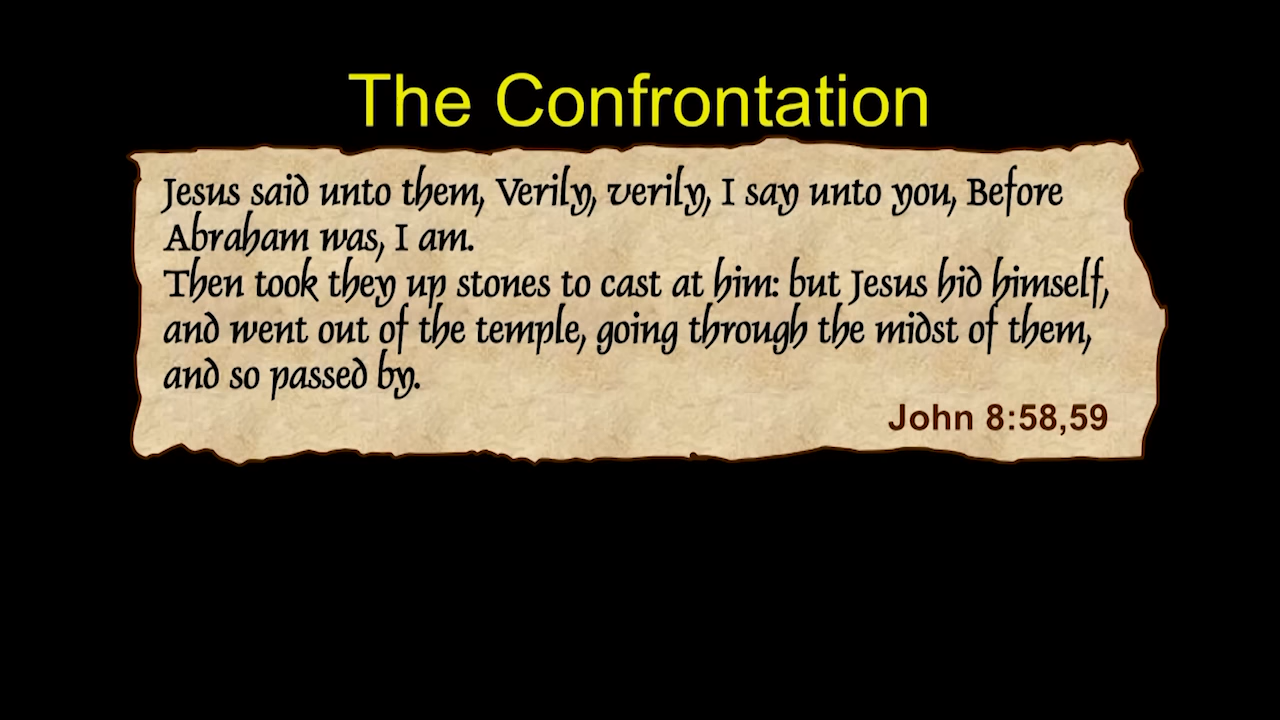 The Confrontation
Jesus said unto them, Verily, verily, I say unto you, Before
Abraham was, I am.
Then took they up stones to cast at him: but Jesus hid himself,
and went out of the temple, going through the midst of them,
and so passed by.
John 8:58,59